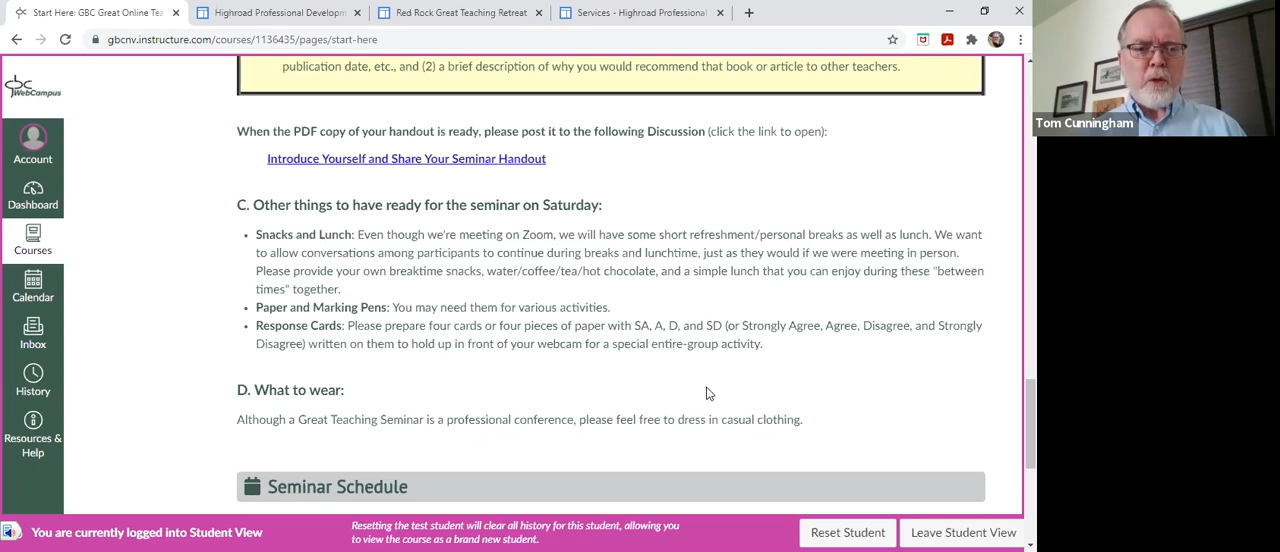 Start Here: GBC Great Online Tea
Highroad Professional Developm
Red Rock Great Teaching Retreat
Services - Highroad Professional
gbcnv.instructure.com/courses/1136435/pages/start-here
gbc
WebCampus
Account
Dashboard
Courses
Calendar
Inbox
History
Resources &
Help
publication date, etc., and (2) a brief description of why you would recommend that book or article to other teachers.
When the PDF copy of your handout is ready, please post it to the following Discussion (click the link to open):
Introduce Yourself and Share Your Seminar Handout
C. Other things to have ready for the seminar on Saturday:
• Snacks and Lunch: Even though we're meeting on Zoom, we will have some short refreshment/personal breaks as well as lunch. We want
to allow conversations among participants to continue during breaks and lunchtime, just as they would if we were meeting in person.
Please provide your own breaktime snacks, water/coffee/tea/hot chocolate, and a simple lunch that you can enjoy during these "between
times" together.
• Paper and Marking Pens: You may need them for various activities.
• Response Cards: Please prepare four cards or four pieces of paper with SA, A, D, and SD (or Strongly Agree, Agree, Disagree, and Strongly
Disagree) written on them to hold up in front of your webcam for a special entire-group activity.
D. What to wear:
Although a Great Teaching Seminar is a professional conference, please feel free to dress in casual clothing.
Seminar Schedule
You are currently logged into Student View
Resetting the test student will clear all history for this student, allowing you
to view the course as a brand new student.
Reset Student
Leave Student View
Tom Cunningham